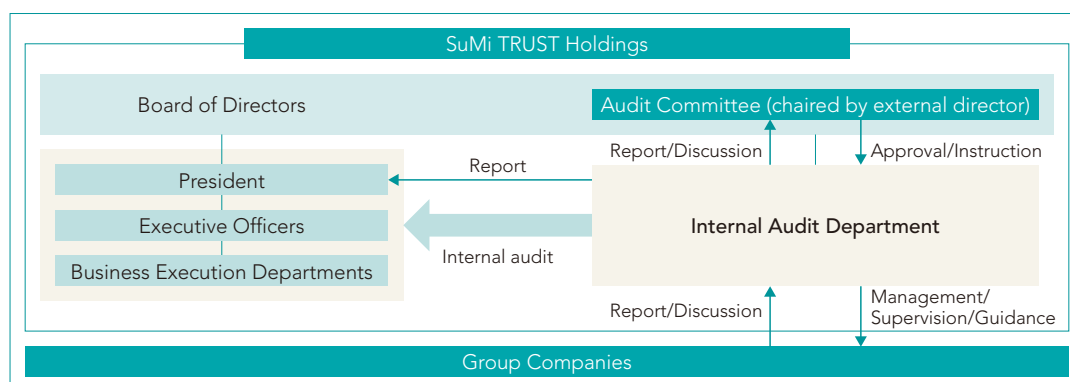 SuMi TRUST Holdings
Board of Directors
Audit Committee (chaired by external director)
Report/Discussion
Approval/Instruction
Report
President
Executive Officers
Internal Audit Department
Internal audit
Business Execution Departments
Report/Discussion
Management/
Supervision/Guidance
Group Companies